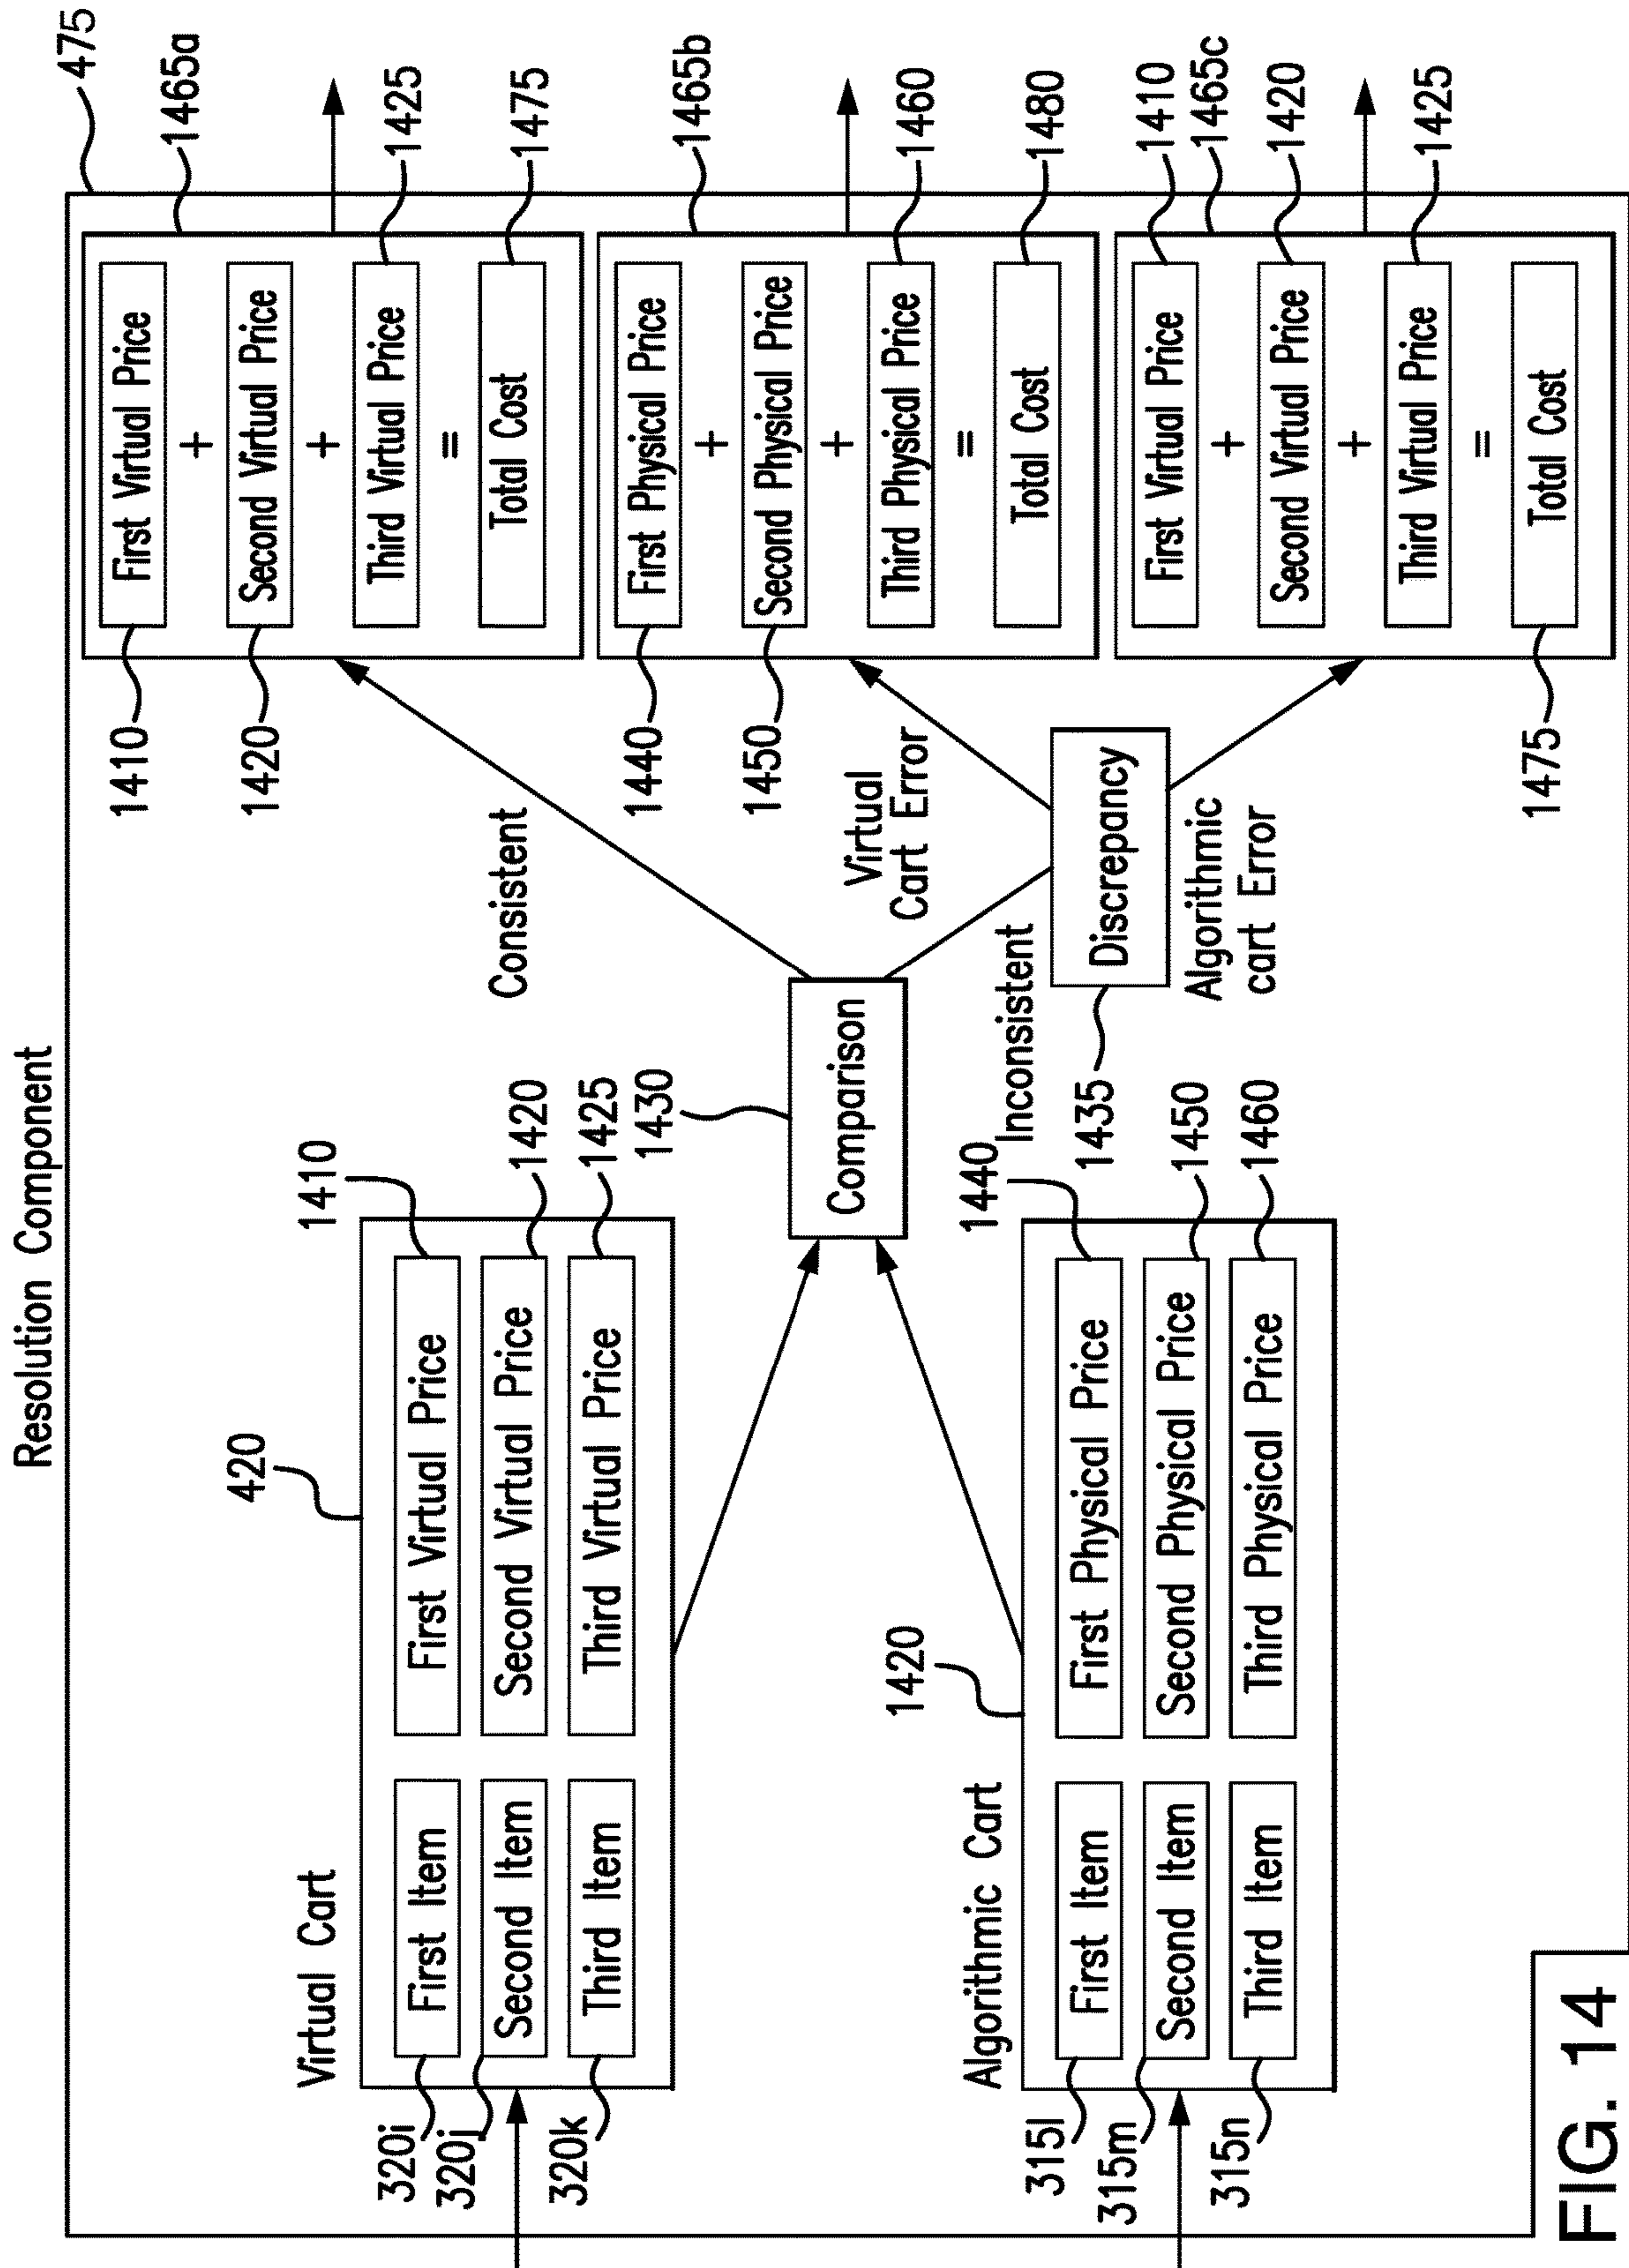 Resolution Component
475
Virtual Cart
420
320i
First Item
First Virtual Price
1410
320j
Second Item
Second Virtual Price
1420
320k
Third Item
Third Virtual Price
1425
Algorithmic Cart
1420
315l
First Item
First Physical Price
1440
315m
Second Item
Second Physical Price
1450
315n
Third Item
Third Physical Price
1460
1430
Comparison
Consistent
Inconsistent
1435
Discrepancy
Virtual
Cart Error
Algorithmic
cart Error
1465a
1410
First Virtual Price
+
1420
Second Virtual Price
+
Third Virtual Price
1425
=
Total Cost
1475
1465b
1440
First Physical Price
+
1450
Second Physical Price
+
Third Physical Price
1460
=
Total Cost
1480
First Virtual Price
1410
1465c
+
Second Virtual Price
1420
+
Third Virtual Price
1425
=
1475
Total Cost
FIG. 14